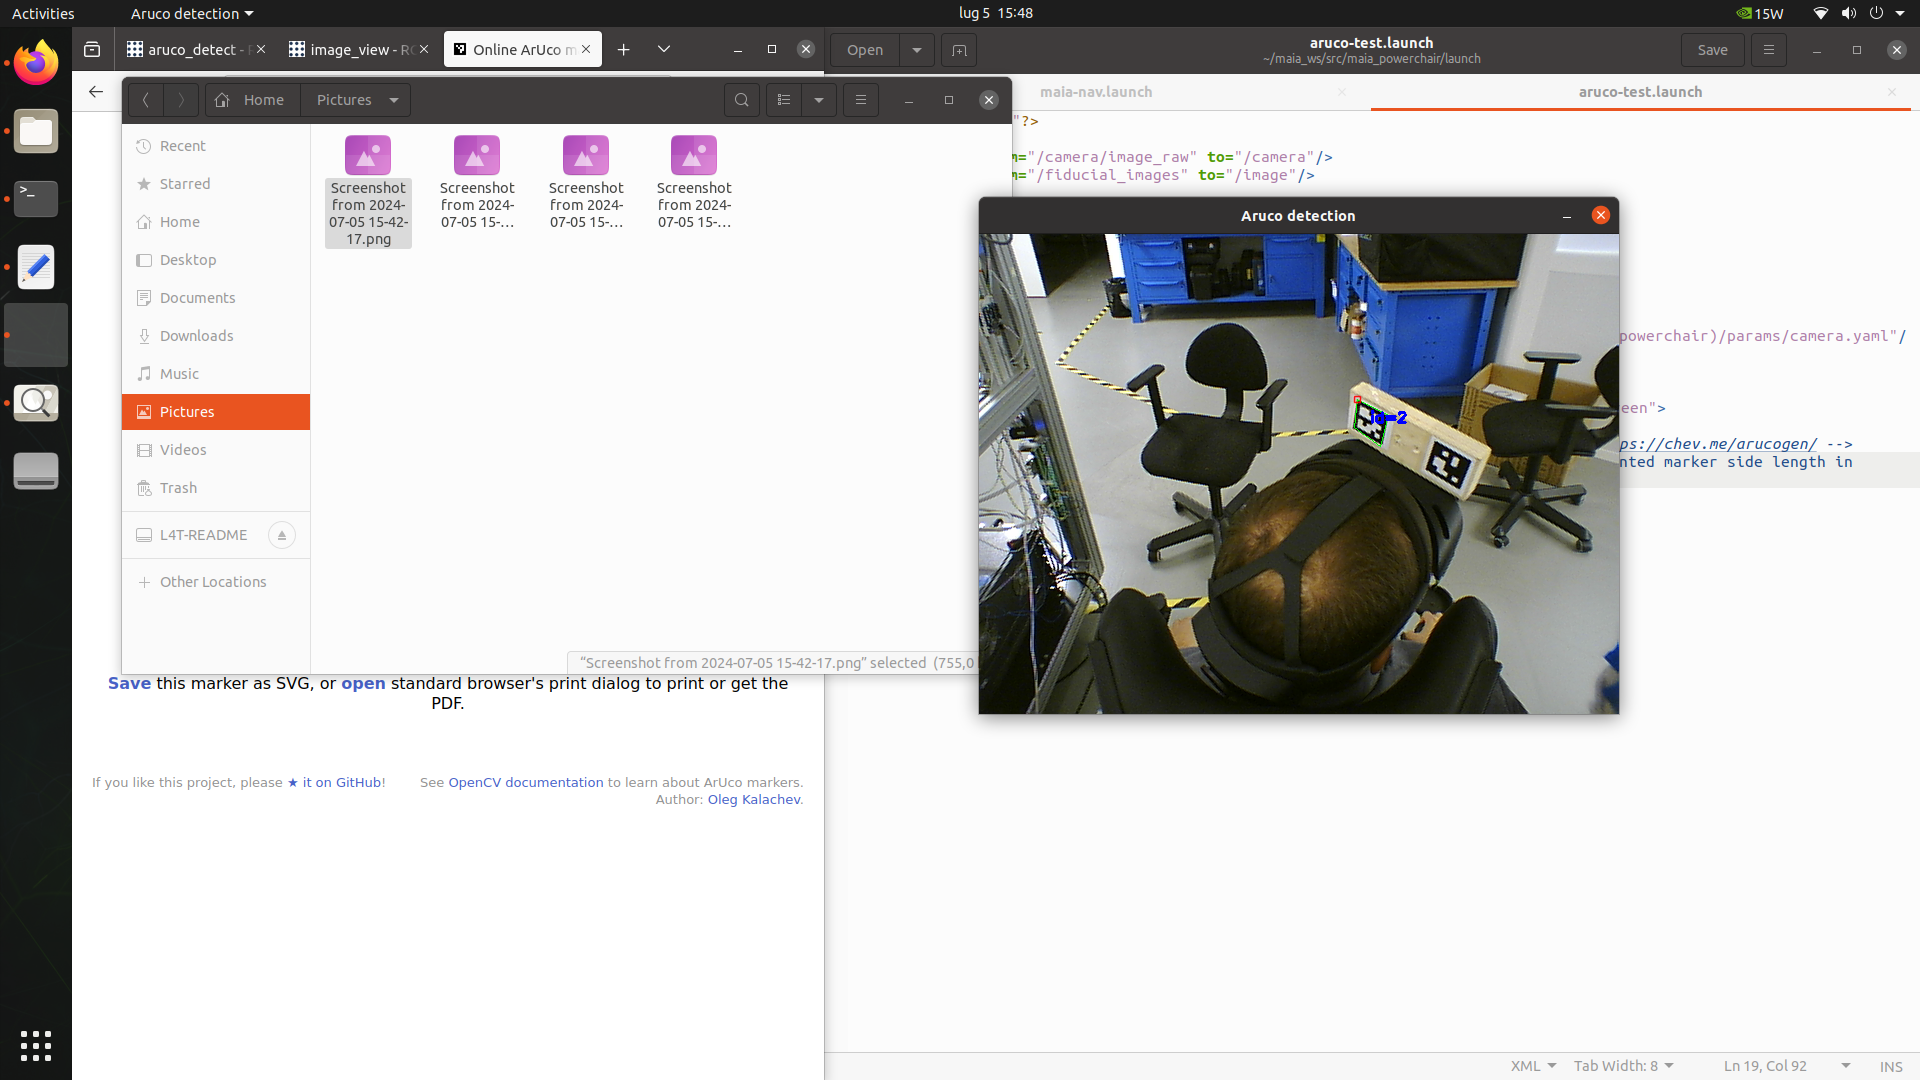 Activities
Aruco detection
lug 5 15:48
15W
aruco_detect -
image_view - RO
Online ArUco m
Open
aruco-test.launch
~/maia_ws/src/maia_powerchair/launch
Save
Home
Pictures
maia-nav.launch
aruco-test.launch
Recent
Starred
Home
Desktop
Documents
Downloads
Music
Pictures
Videos
Trash
L4T-README
Other Locations
Screenshot
from 2024-
07-05 15-42-
17.png
Screenshot
from 2024-
07-05 15-…
Screenshot
from 2024-
07-05 15-…
Screenshot
from 2024-
07-05 15-…
“Screenshot from 2024-07-05 15-42-17.png” selected (755,0
"?>
="/camera/image_raw" to="/camera"/>
="/fiducial_images" to="/image"/>
powerchair)/params/camera.yaml"/
een">
ps://chev.me/arucogen/ -->
nted marker side length in
Aruco detection
id=2
Save this marker as SVG, or open standard browser's print dialog to print or get the
PDF.
If you like this project, please ★ it on GitHub!
See OpenCV documentation to learn about ArUco markers.
Author: Oleg Kalachev.
XML
Tab Width: 8
Ln 19, Col 92
INS